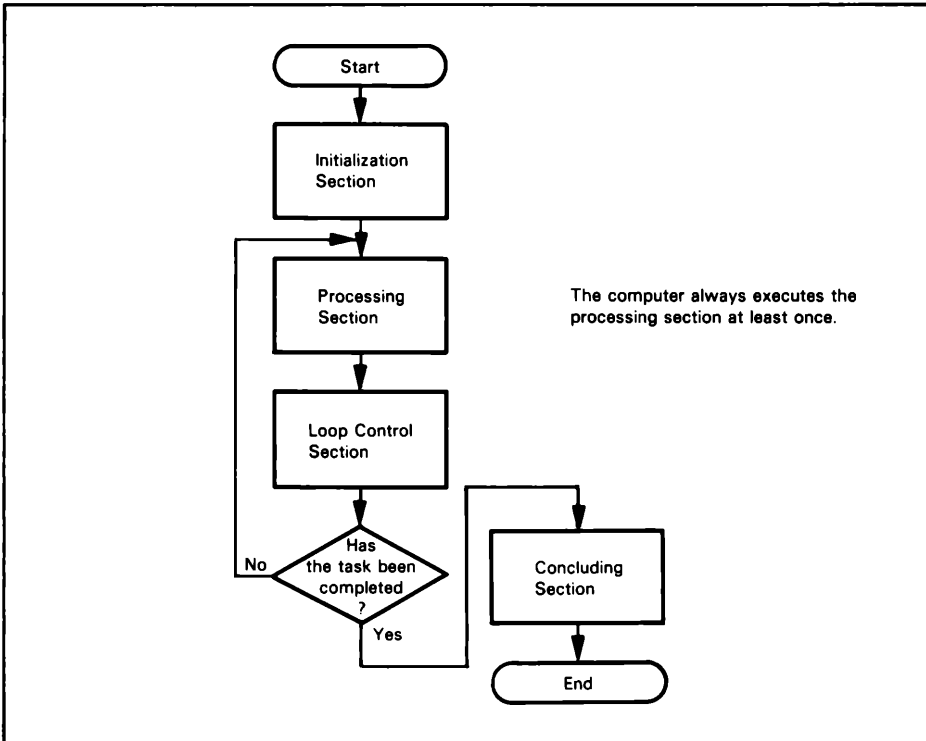 Start
Initialization
Section
Processing
Section
The computer always executes the
processing section at least once.
Loop Control
Section
Has
the task been
completed
?
No
Yes
Concluding
Section
End